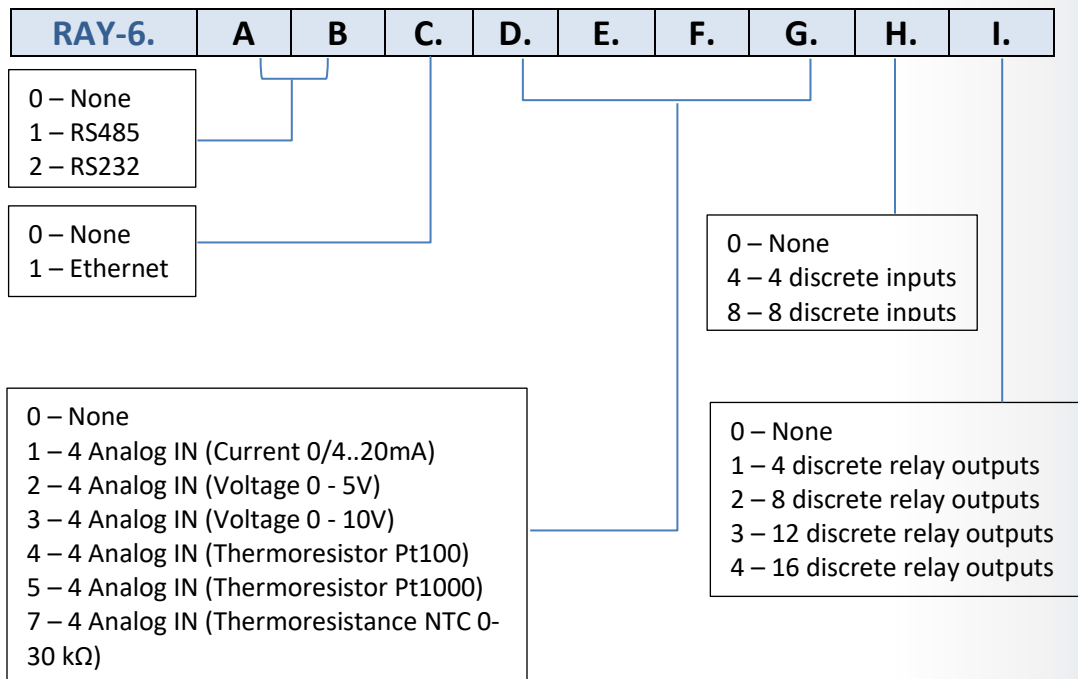 RAY-6. A B C. D. E. F. G. H. I.
0 – None
1 – RS485
2 – RS232
0 – None
1 – Ethernet
0 – None
4 – 4 discrete inputs
8 – 8 discrete inputs
0 – None
1 – 4 Analog IN (Current 0/4..20mA)
2 – 4 Analog IN (Voltage 0 - 5V)
3 – 4 Analog IN (Voltage 0 - 10V)
4 – 4 Analog IN (Thermoresistor Pt100)
5 – 4 Analog IN (Thermoresistor Pt1000)
7 – 4 Analog IN (Thermoresistance NTC 0-
30 kΩ)
0 – None
1 – 4 discrete relay outputs
2 – 8 discrete relay outputs
3 – 12 discrete relay outputs
4 – 16 discrete relay outputs